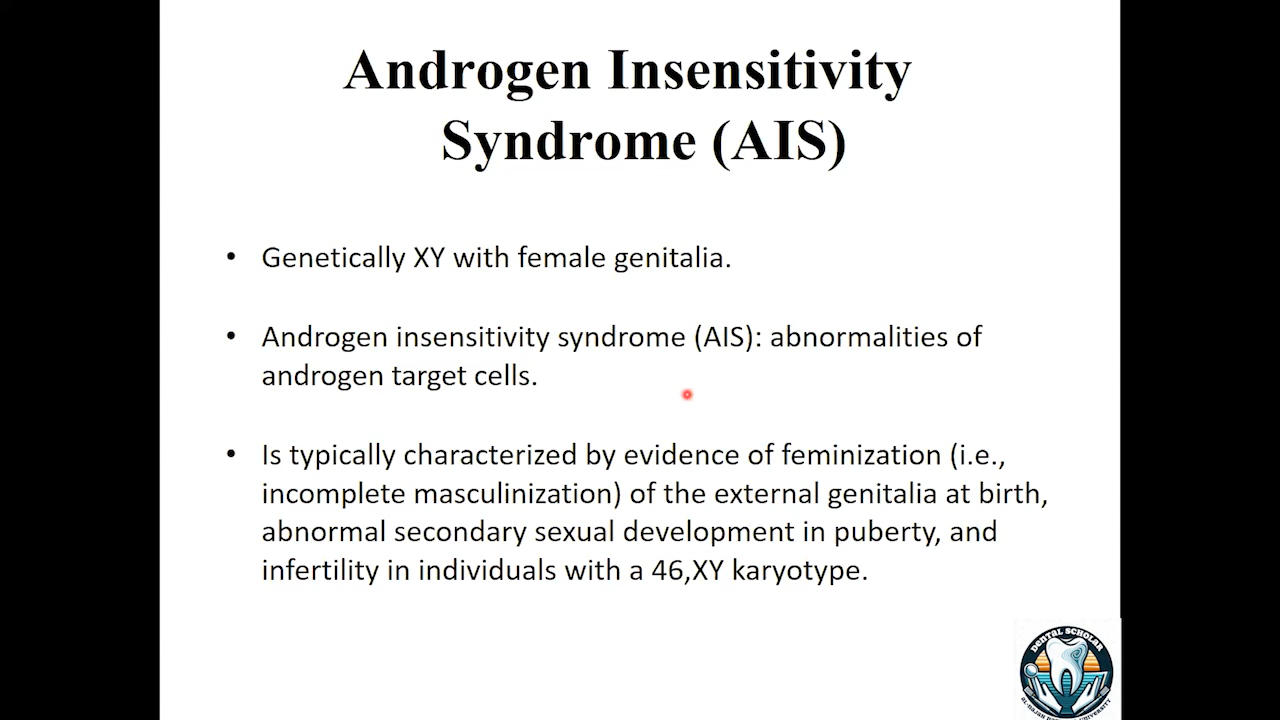 Androgen Insensitivity
Syndrome (AIS)
• Genetically XY with female genitalia.
• Androgen insensitivity syndrome (AIS): abnormalities of
androgen target cells.
• Is typically characterized by evidence of feminization (i.e.,
incomplete masculinization) of the external genitalia at birth,
abnormal secondary sexual development in puberty, and
infertility in individuals with a 46,XY karyotype.
DENTAL SCHOLAR
UNIVERSITY